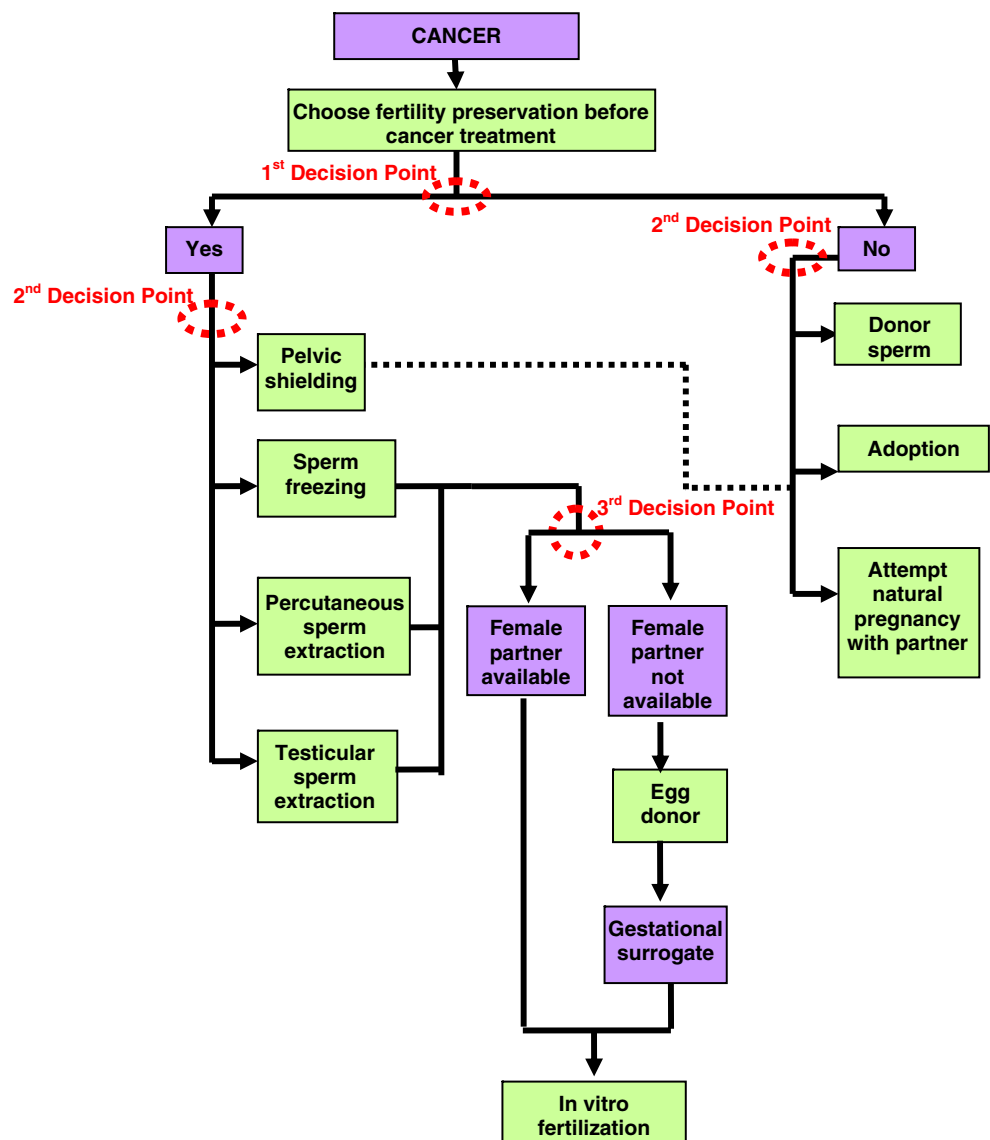 CANCER
Choose fertility preservation before
cancer treatment
1st Decision Point
Yes
2nd Decision Point
No
2nd Decision Point
Pelvic
shielding
Donor
sperm
Sperm
freezing
Adoption
3rd Decision Point
Percutaneous
sperm
extraction
Female
partner
available
Female
partner
not
available
Attempt
natural
pregnancy
with partner
Testicular
sperm
extraction
Egg
donor
Gestational
surrogate
In vitro
fertilization